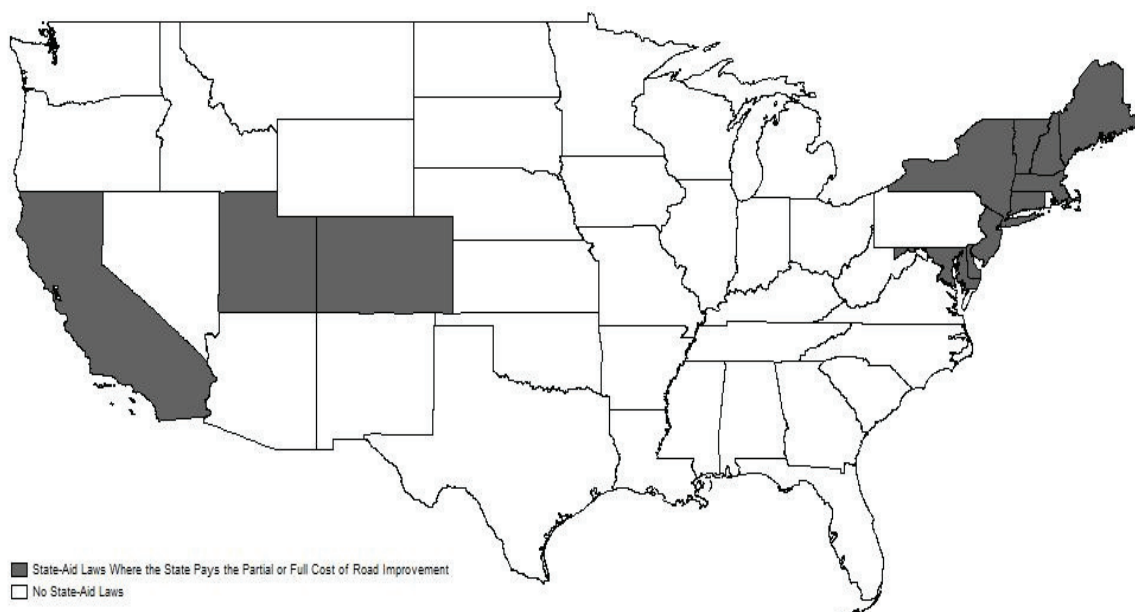 State-Aid Laws Where the State Pays the Partial or Full Cost of Road Improvement
No State-Aid Laws